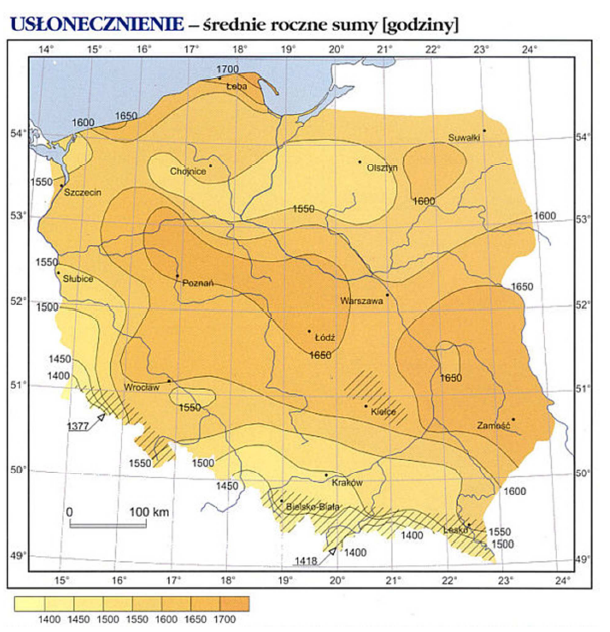 USŁONECZNIENIE – średnie roczne sumy [godziny]
14° 15° 16° 17° 18° 19° 20° 21° 22° 23° 24°
1700
Łeba
1600 1650
54° Suwałki 54°
Chojnice Olsztyn
1550 Szczecin
1600
1550
53° 1600 53°
1550
Słubice Poznań
1650
52° Warszawa 52°
1500
Łódź
1650
1450
1400 1650
51° Wrocław 51°
1550 Kielce
1377 Zamość
1550 1500
50° 1450 Kraków 50°
1600
Bielsko-Biała
0 100 km
Lesko 1550
1400 1500
1400
1418
49° 49°
15° 16° 17° 18° 19° 20° 21° 22° 23° 24°
1400 1450 1500 1550 1600 1650 1700